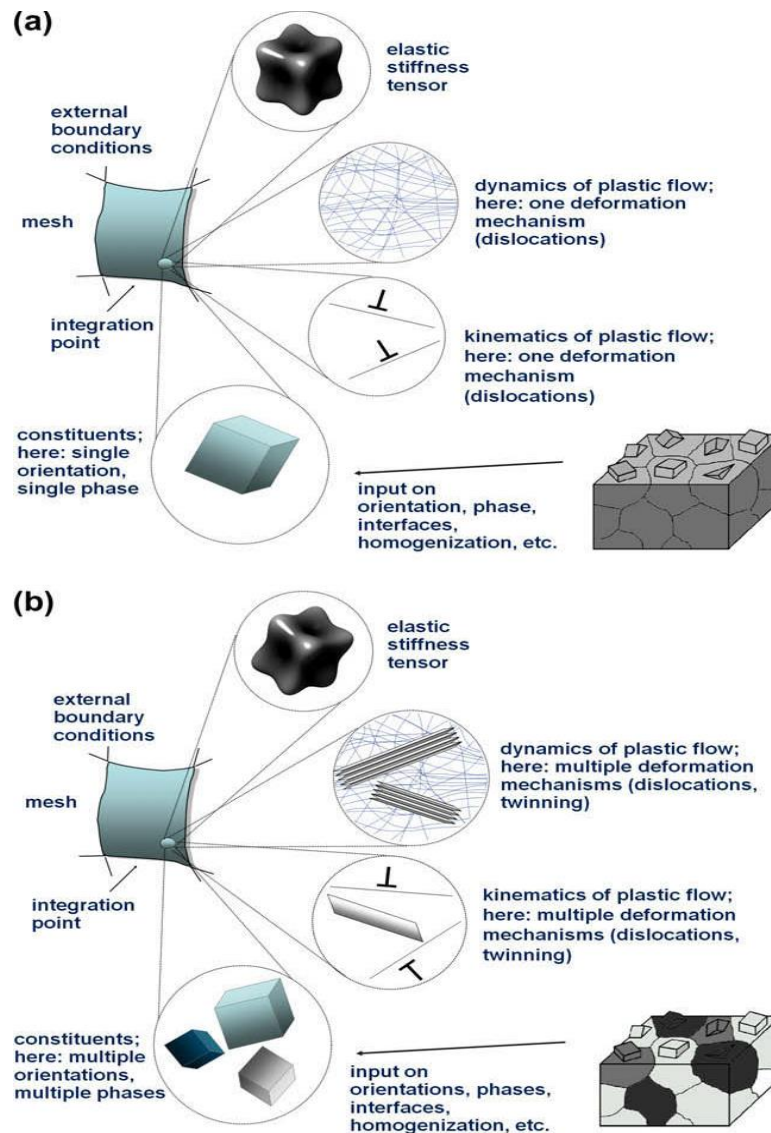 (a)
elastic
stiffness
tensor
external
boundary
conditions
dynamics of plastic flow;
here: one deformation
mechanism
(dislocations)
mesh
integration
point
kinematics of plastic flow;
here: one deformation
mechanism
(dislocations)
constituents;
here: single
orientation,
single phase
input on
orientation, phase,
interfaces,
homogenization, etc.
(b)
elastic
stiffness
tensor
external
boundary
conditions
dynamics of plastic flow;
here: multiple deformation
mechanisms (dislocations,
twinning)
mesh
integration
point
kinematics of plastic flow;
here: multiple deformation
mechanisms (dislocations,
twinning)
constituents;
here: multiple
orientations,
multiple phases
input on
orientations, phases,
interfaces,
homogenization, etc.